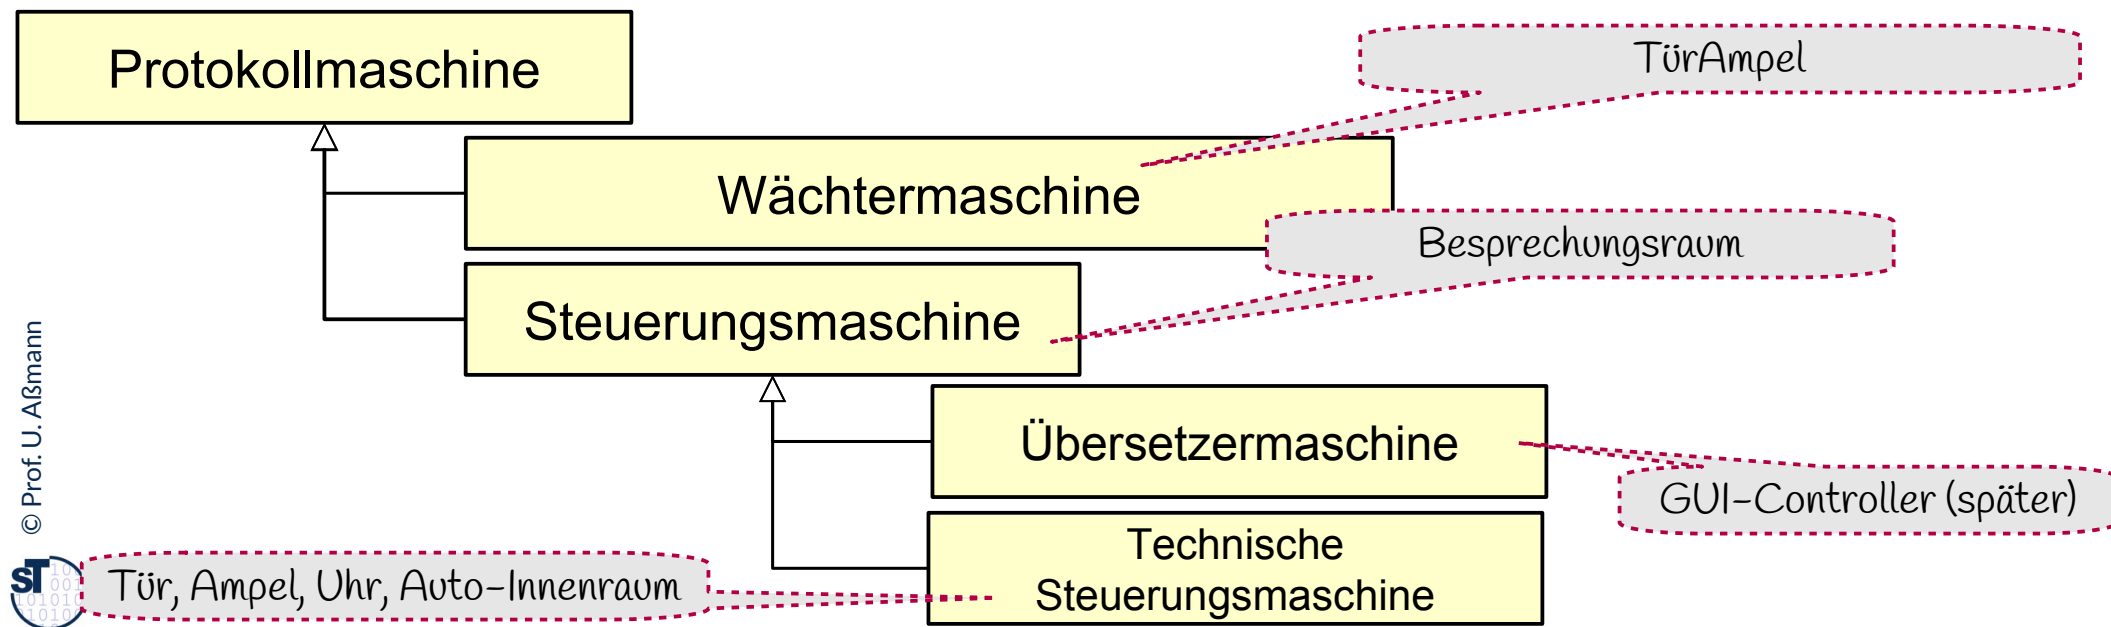 Protokollmaschine
TürAmpel
Wächtermaschine
Besprechungsraum
Steuerungsmaschine
Übersetzermaschine
GUI-Controller (später)
Technische
Steuerungsmaschine
Tür, Ampel, Uhr, Auto-Innenraum
© Prof. U. Aßmann
ST